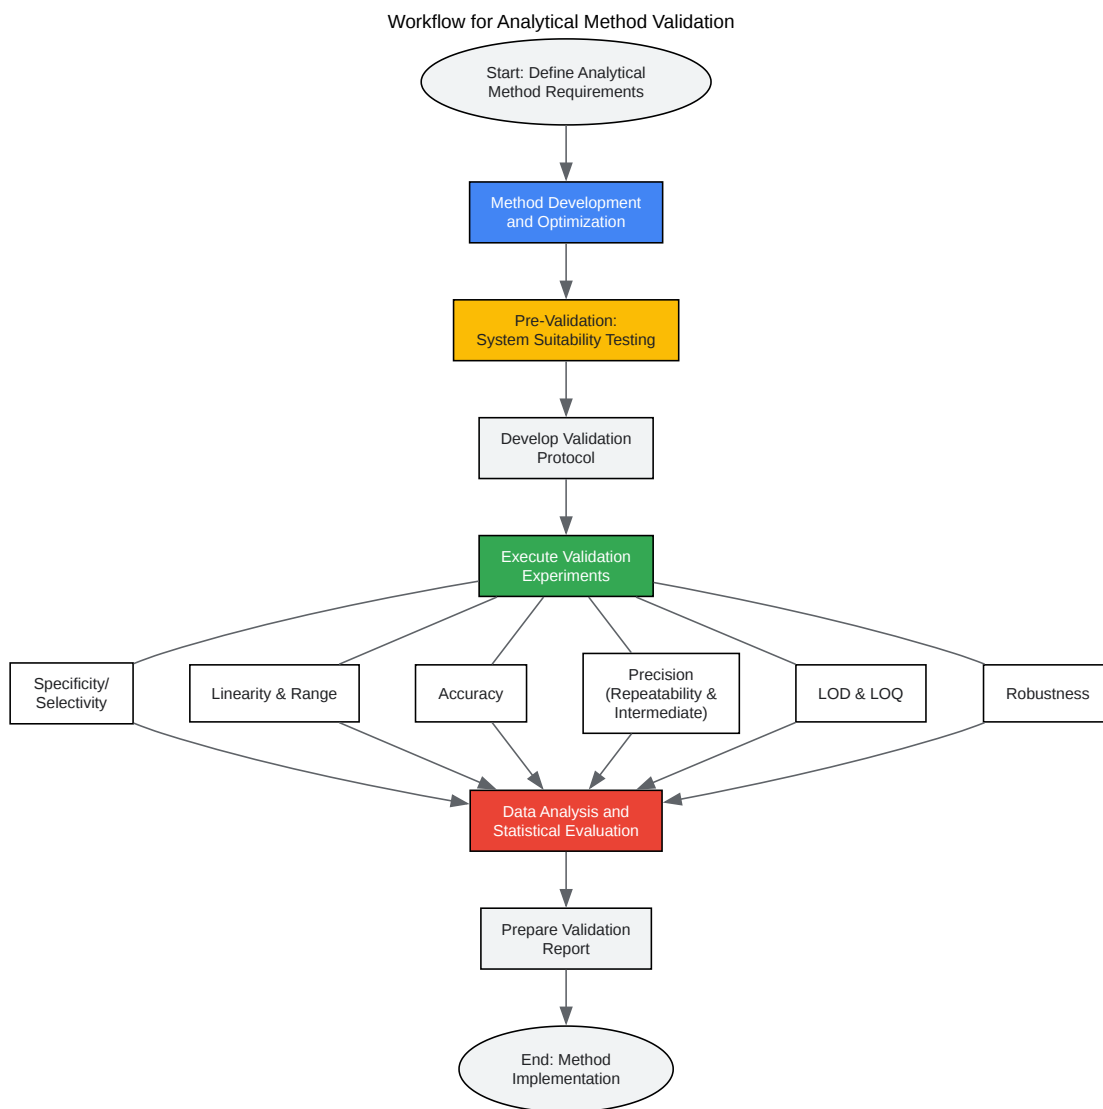 Workflow for Analytical Method Validation
Start: Define Analytical
Method Requirements
Method Development
and Optimization
Pre-Validation:
System Suitability Testing
Develop Validation
Protocol
Execute Validation
Experiments
Specificity/
Selectivity
Linearity & Range
Accuracy
Precision
(Repeatability &
Intermediate)
LOD & LOQ
Robustness
Data Analysis and
Statistical Evaluation
Prepare Validation
Report
End: Method
Implementation